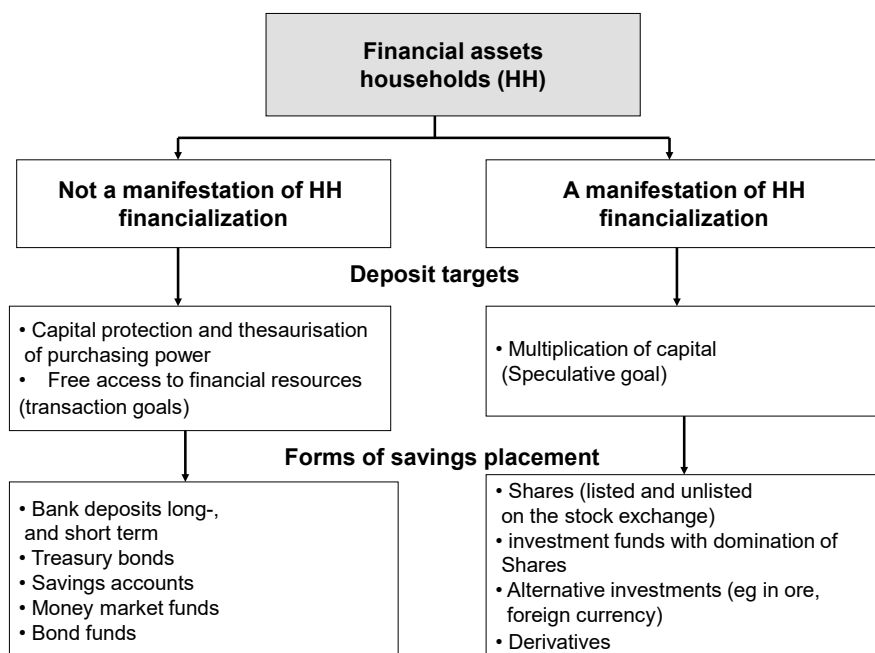 Financial assets
households (HH)
Not a manifestation of HH
financialization
A manifestation of HH
financialization
Deposit targets
• Capital protection and thesaurisation
of purchasing power
• Free access to financial resources
(transaction goals)
• Multiplication of capital
(Speculative goal)
Forms of savings placement
• Bank deposits long-,
and short term
• Treasury bonds
• Savings accounts
• Money market funds
• Bond funds
• Shares (listed and unlisted
on the stock exchange)
• investment funds with domination of
Shares
• Alternative investments (eg in ore,
foreign currency)
• Derivatives